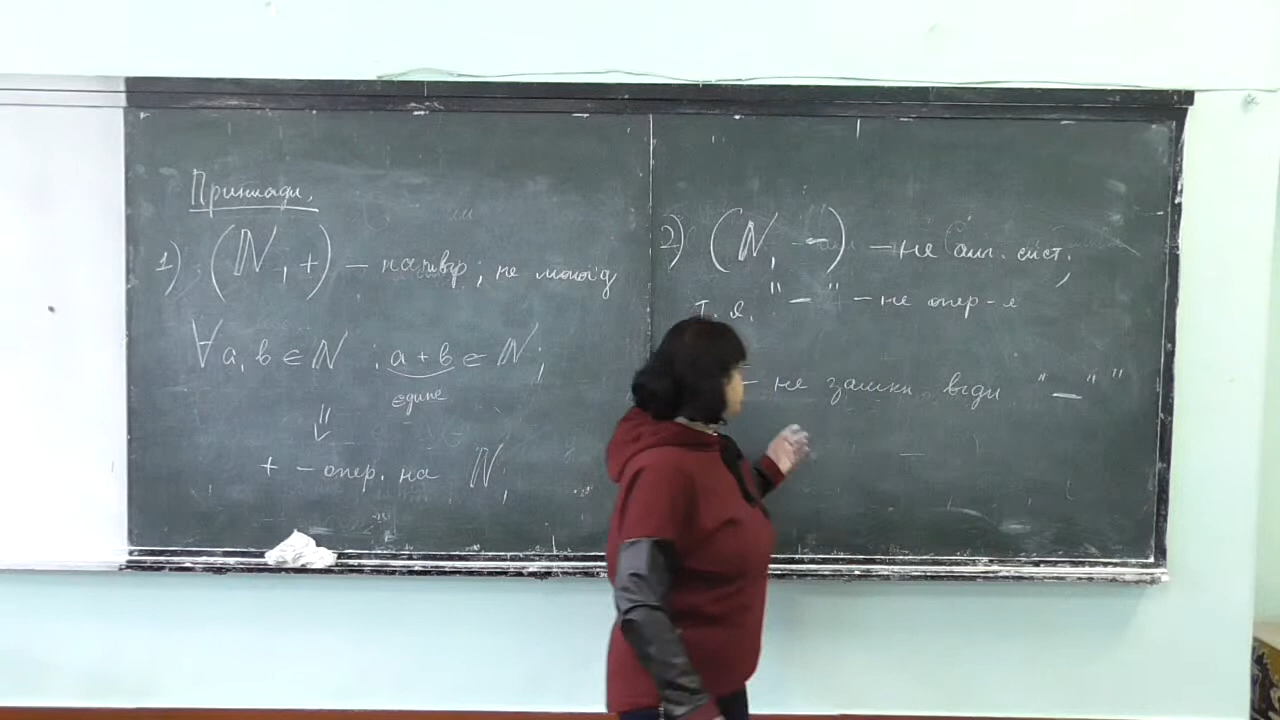 Приклади.
1) (ℕ, +) – напівгр; не моноїд
∀ a, b ∈ ℕ ; a + b ∈ ℕ;
єдине
⇓
+ – опер. на ℕ;
2) (ℕ, –) – не алг. сист.,
т.я. "–" – не опер-я
– не замкн. відн "–"